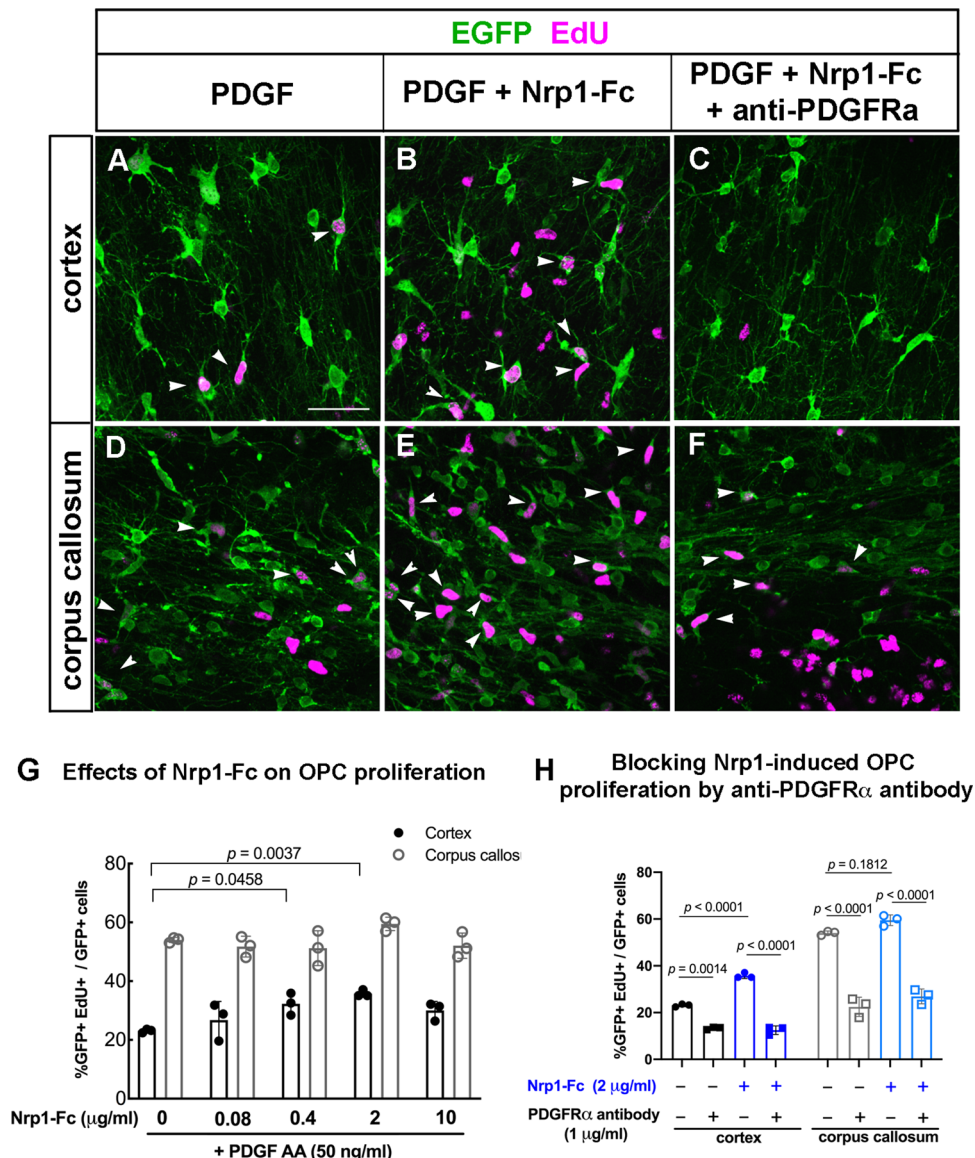 EGFP EdU
PDGF
PDGF + Nrp1-Fc
PDGF + Nrp1-Fc
+ anti-PDGFRa
cortex
A
B
C
corpus callosum
D
E
F
G
Effects of Nrp1-Fc on OPC proliferation
Cortex
Corpus callos
p = 0.0037
p = 0.0458
%GFP+ EdU+ / GFP+ cells
80
60
40
20
0
Nrp1-Fc (μg/ml)
0
0.08
0.4
2
10
+ PDGF AA (50 ng/ml)
H
Blocking Nrp1-induced OPC
proliferation by anti-PDGFRα antibody
%GFP+ EdU+ / GFP+ cells
80
60
40
20
0
p = 0.1812
p < 0.0001
p < 0.0001
p < 0.0001
p < 0.0001
p = 0.0014
Nrp1-Fc (2 μg/ml) − − + + − − + +
PDGFRα antibody − + − + − + − +
(1 μg/ml)
cortex
corpus callosum